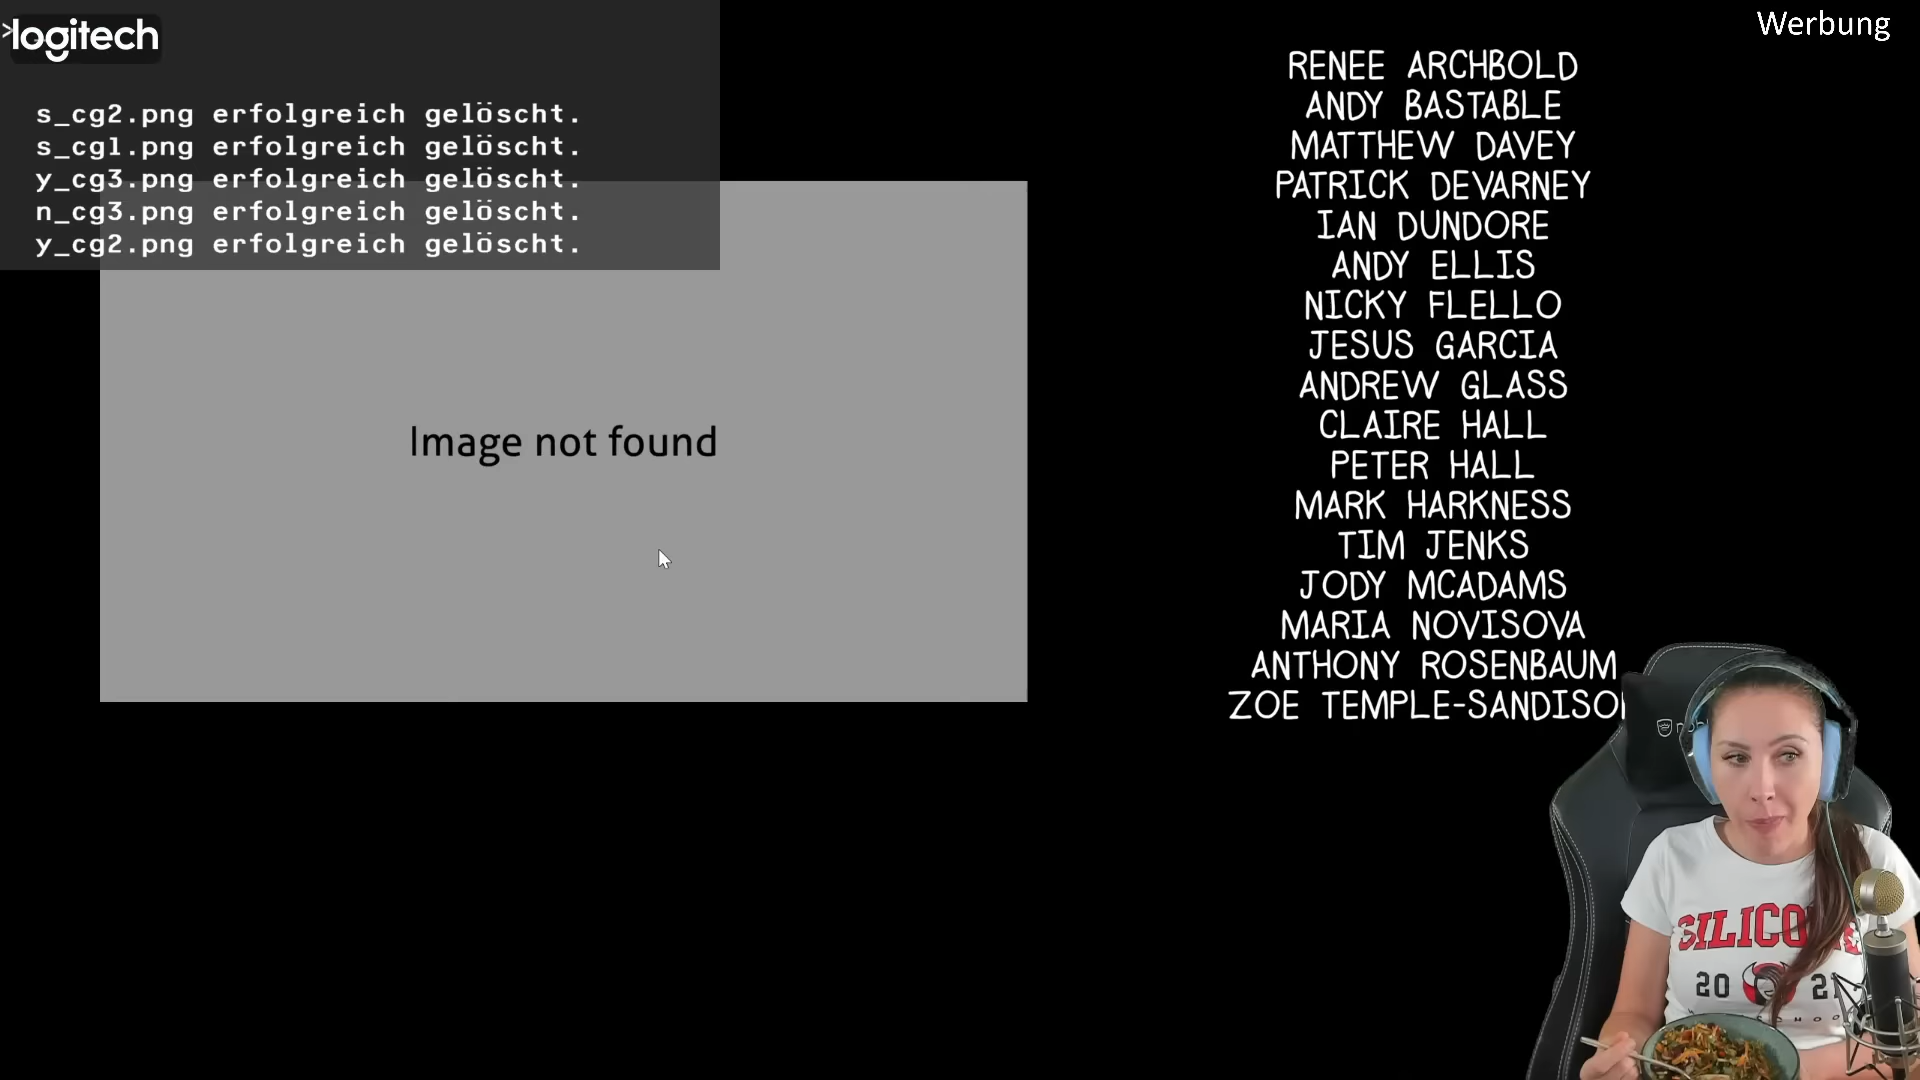 logitech
Werbung
s_cg2.png erfolgreich gelöscht.
s_cg1.png erfolgreich gelöscht.
y_cg3.png erfolgreich gelöscht.
n_cg3.png erfolgreich gelöscht.
y_cg2.png erfolgreich gelöscht.
Image not found
RENEE ARCHBOLD
ANDY BASTABLE
MATTHEW DAVEY
PATRICK DEVARNEY
IAN DUNDORE
ANDY ELLIS
NICKY FLELLO
JESUS GARCIA
ANDREW GLASS
CLAIRE HALL
PETER HALL
MARK HARKNESS
TIM JENKS
JODY MCADAMS
MARIA NOVISOVA
ANTHONY ROSENBAUM
ZOE
20 21